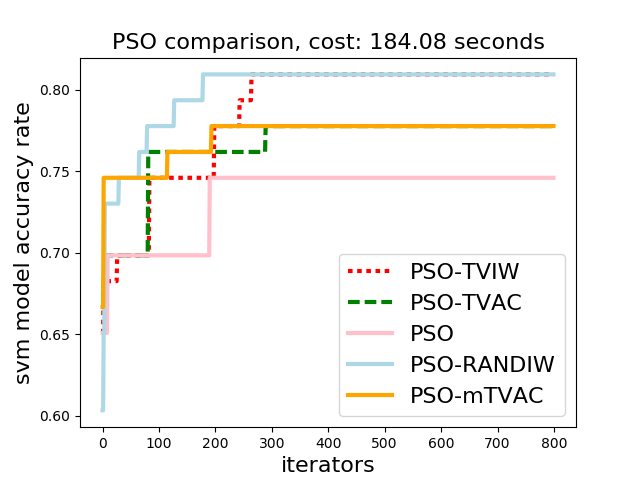 PSO comparison, cost: 184.08 seconds
svm model accuracy rate
0.80
0.75
0.70
0.65
0.60
PSO-TVIW
PSO-TVAC
PSO
PSO-RANDIW
PSO-mTVAC
0 100 200 300 400 500 600 700 800
iterators